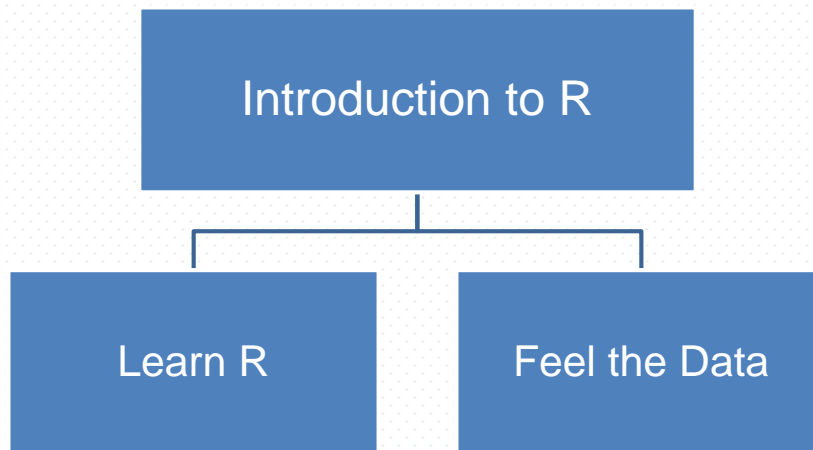 Introduction to R
Learn R
Feel the Data